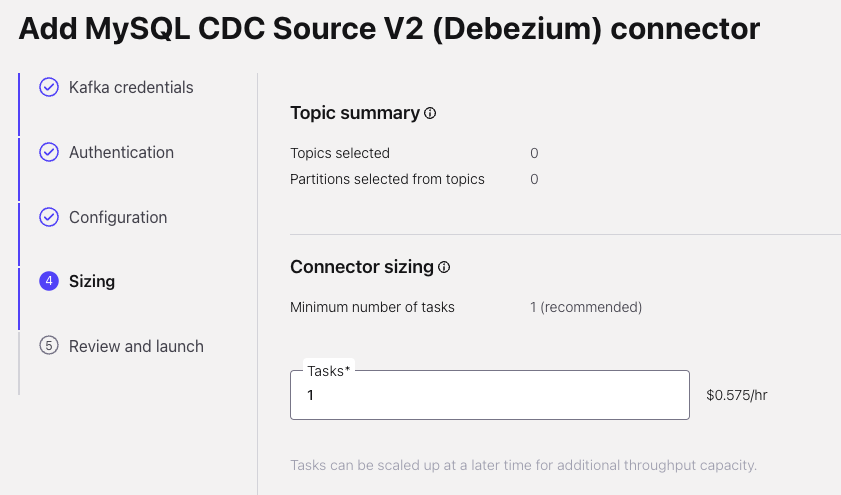 Add MySQL CDC Source V2 (Debezium) connector
Kafka credentials
Authentication
Configuration
4 Sizing
5 Review and launch
Topic summary
Topics selected 0
Partitions selected from topics 0
Connector sizing
Minimum number of tasks 1 (recommended)
Tasks*
1 $0.575/hr
Tasks can be scaled up at a later time for additional throughput capacity.